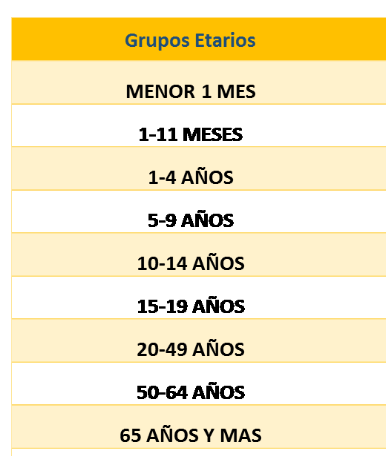 Grupos Etarios
MENOR 1 MES
1-11 MESES
1-4 AÑOS
5-9 AÑOS
10-14 AÑOS
15-19 AÑOS
20-49 AÑOS
50-64 AÑOS
65 AÑOS Y MAS